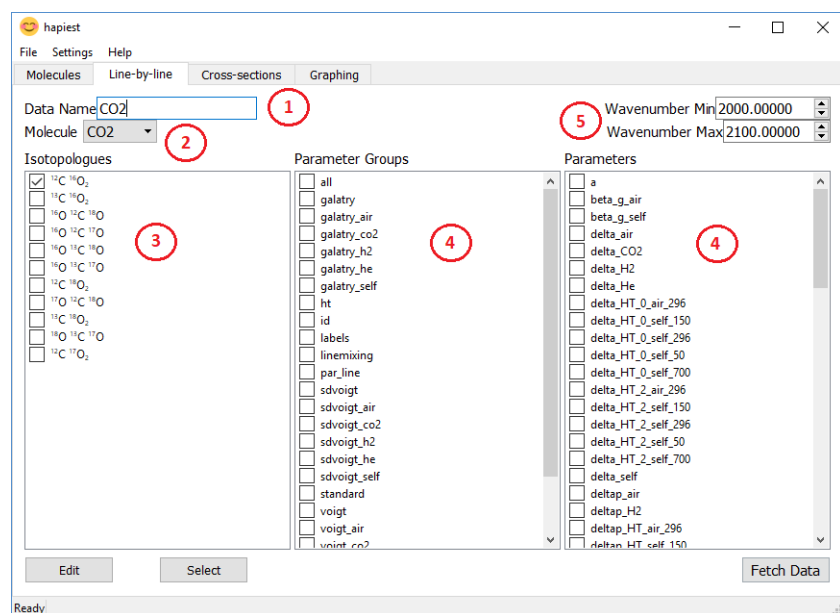 hapiest
File Settings Help
Molecules Line-by-line Cross-sections Graphing
Data Name CO2 1 Wavenumber Min 2000.00000
Molecule CO2 2 5 Wavenumber Max 2100.00000
Isotopologues Parameter Groups Parameters
¹²C ¹⁶O₂
¹³C ¹⁶O₂
¹⁶O ¹²C ¹⁸O
¹⁶O ¹²C ¹⁷O
¹⁶O ¹³C ¹⁸O
¹⁶O ¹³C ¹⁷O
¹²C ¹⁸O₂
¹⁷O ¹²C ¹⁸O
¹³C ¹⁸O₂
¹⁸O ¹³C ¹⁷O
¹²C ¹⁷O₂
3
all
galatry
galatry_air
galatry_co2
galatry_h2
galatry_he
galatry_self
ht
id
labels
linemixing
par_line
sdvoigt
sdvoigt_air
sdvoigt_co2
sdvoigt_h2
sdvoigt_he
sdvoigt_self
standard
voigt
voigt_air
voigt_co2
4
a
beta_g_air
beta_g_self
delta_air
delta_CO2
delta_H2
delta_He
delta_HT_0_air_296
delta_HT_0_self_150
delta_HT_0_self_296
delta_HT_0_self_50
delta_HT_0_self_700
delta_HT_2_air_296
delta_HT_2_self_150
delta_HT_2_self_296
delta_HT_2_self_50
delta_HT_2_self_700
delta_self
deltap_air
deltap_H2
deltap_HT_air_296
deltap_HT_self_150
4
Edit Select Fetch Data
Ready